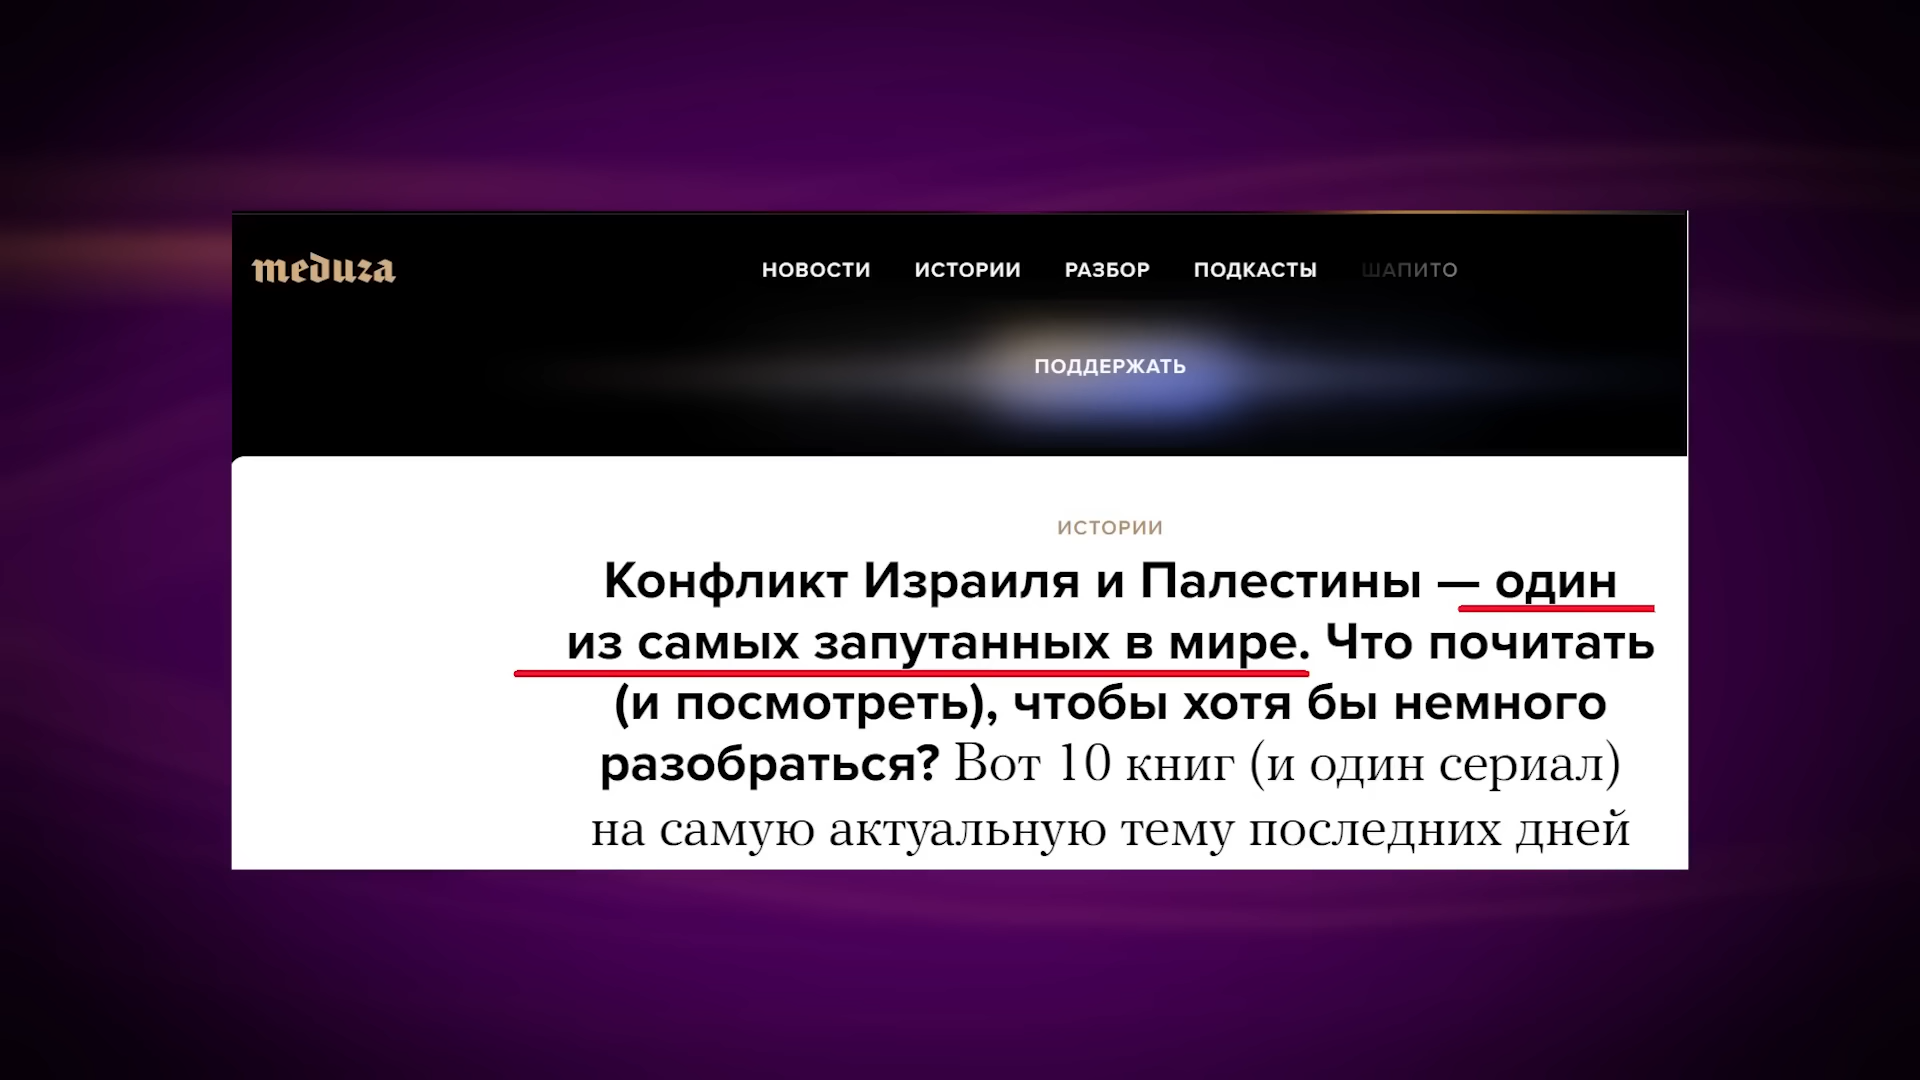 meduza
НОВОСТИ ИСТОРИИ РАЗБОР ПОДКАСТЫ ШАПИТО
ПОДДЕРЖАТЬ
ИСТОРИИ
Конфликт Израиля и Палестины — один
из самых запутанных в мире. Что почитать
(и посмотреть), чтобы хотя бы немного
разобраться? Вот 10 книг (и один сериал)
на самую актуальную тему последних дней